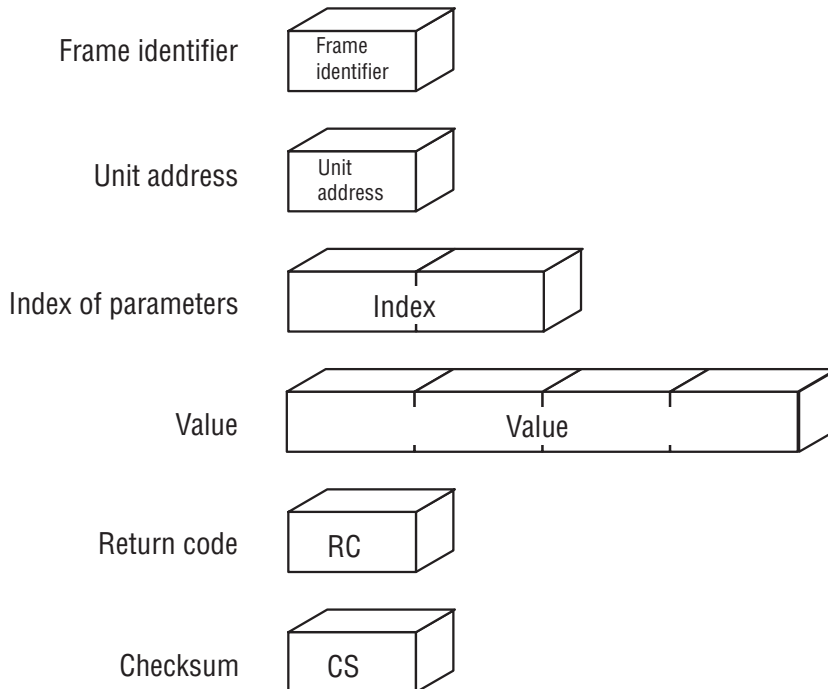 Frame identifier
Frame
identifier
Unit address
Unit
address
Index of parameters
Index
Value
Value
Return code
RC
Checksum
CS